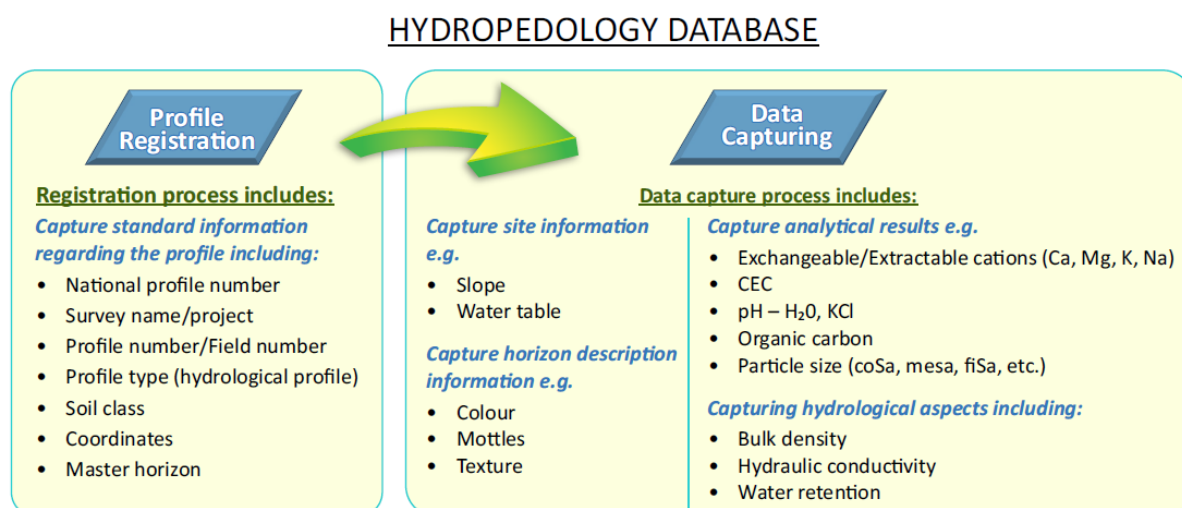 HYDROPEDOLOGY DATABASE
Profile
Registration
Registration process includes:
Capture standard information
regarding the profile including:
• National profile number
• Survey name/project
• Profile number/Field number
• Profile type (hydrological profile)
• Soil class
• Coordinates
• Master horizon
Data
Capturing
Data capture process includes:
Capture site information
e.g.
• Slope
• Water table
Capture horizon description
information e.g.
• Colour
• Mottles
• Texture
Capture analytical results e.g.
• Exchangeable/Extractable cations (Ca, Mg, K, Na)
• CEC
• pH – H₂0, KCl
• Organic carbon
• Particle size (coSa, mesa, fiSa, etc.)
Capturing hydrological aspects including:
• Bulk density
• Hydraulic conductivity
• Water retention